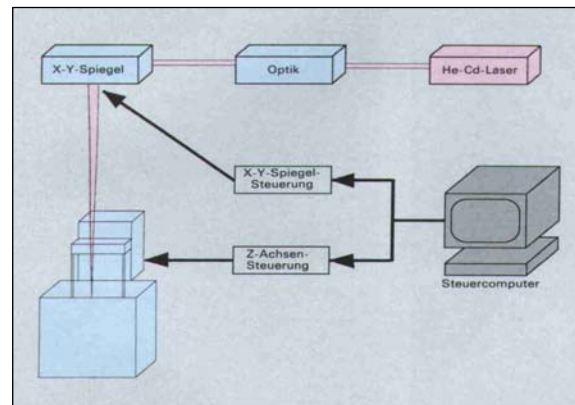 X-Y-Spiegel
Optik
He-Cd-Laser
X-Y-Spiegel-
Steuerung
Z-Achsen-
Steuerung
Steuercomputer